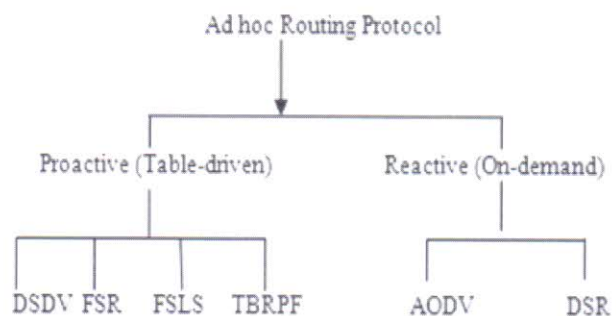 Ad hoc Routing Protocol
Proactive (Table-driven) Reactive (On-demand)
DSDV FSR FSLS TBRPF AODV DSR